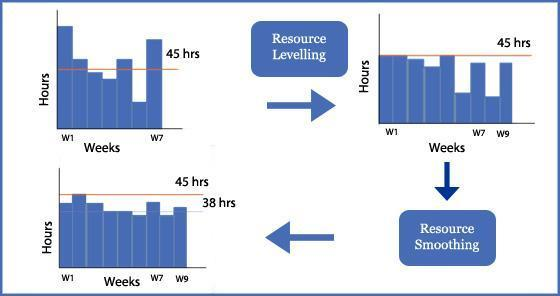 45 hrs
Hours
W1
W7
Weeks
Resource
Levelling
45 hrs
Hours
W1
W7
W9
Weeks
45 hrs
38 hrs
Hours
W1
Weeks
W7
W9
Resource
Smoothing